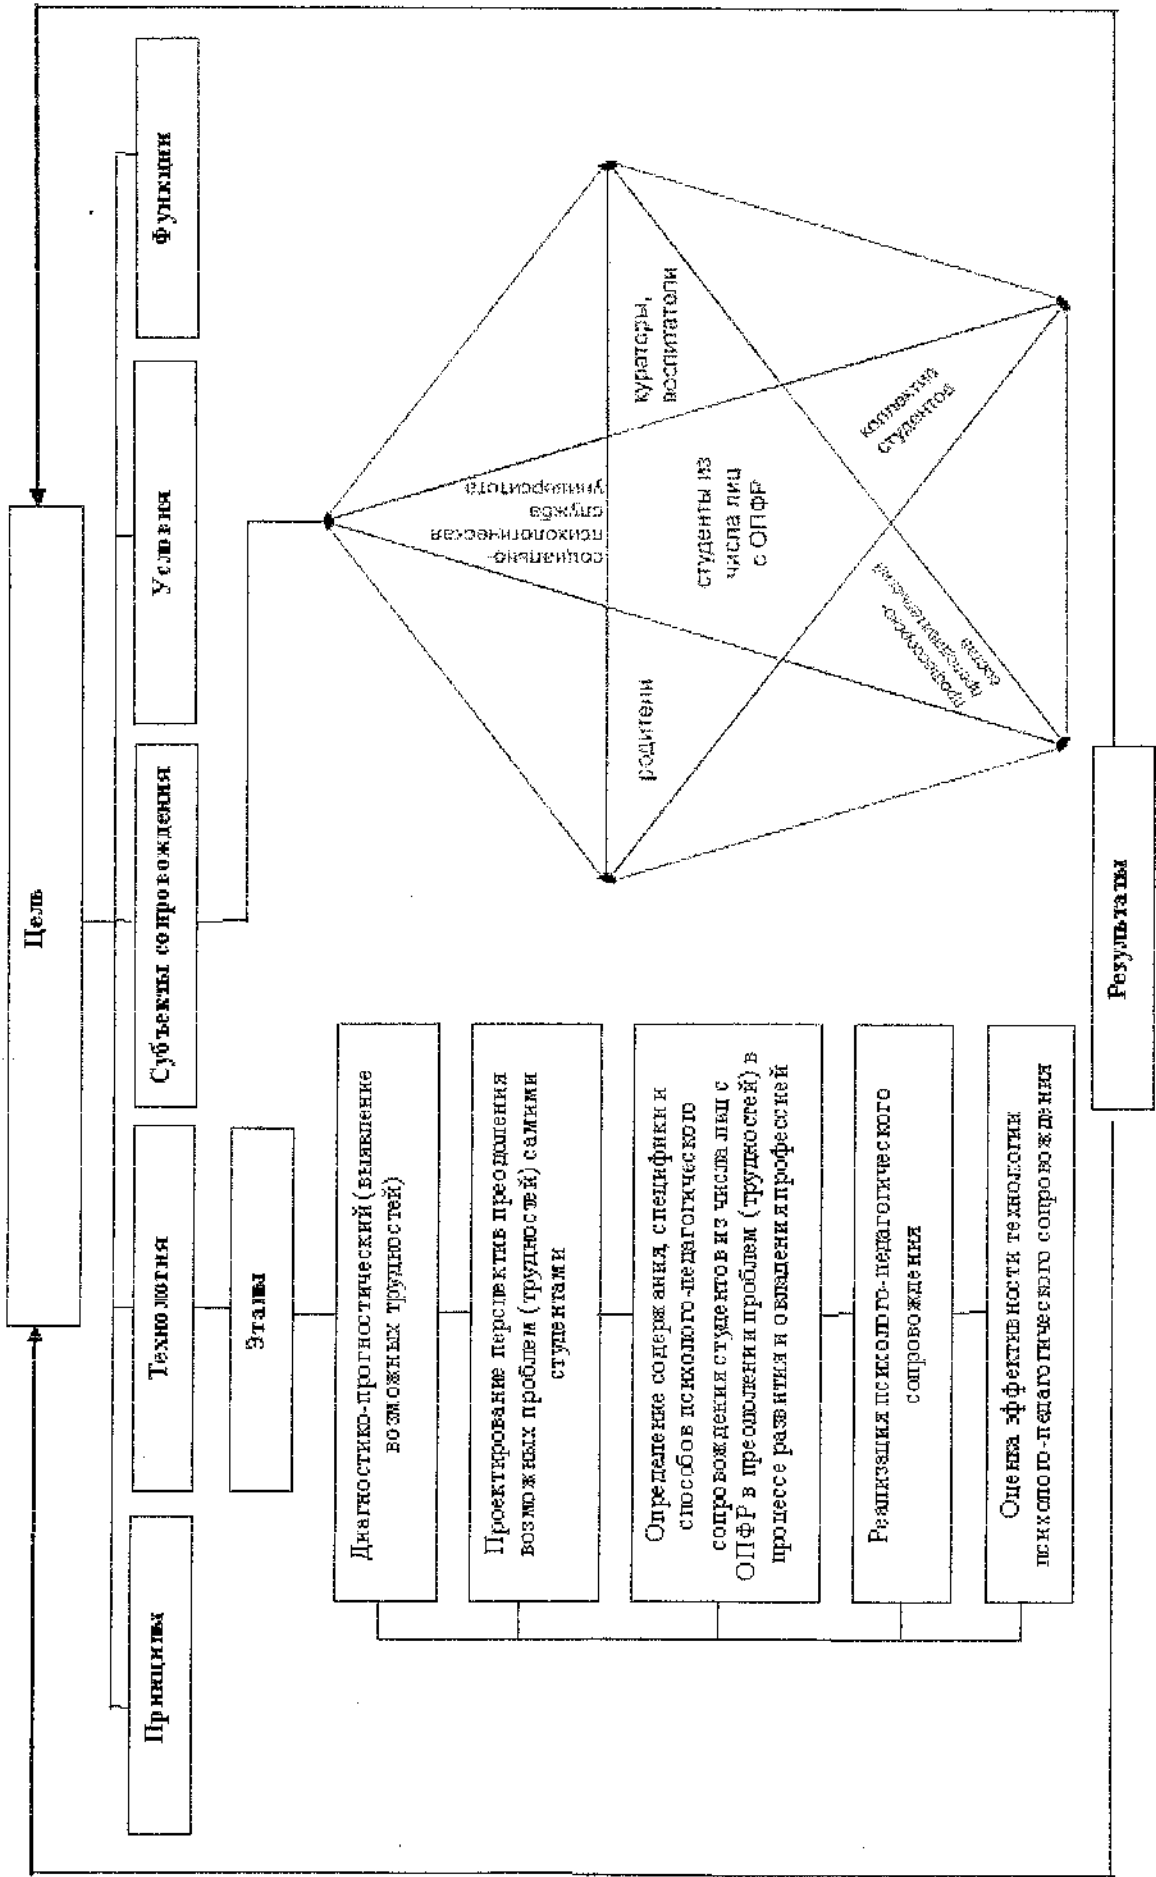 Цель
Принципы
Технология
Субъекты сопровождения
Условия
Функции
Этапы
Диагностико-прогностический (выявление
возможных трудностей)
Проектирование перспектив преодоления
возможных проблем (трудностей) самими
студентами
Определение содержания, специфики и
способов психолого-педагогического
сопровождения студентов из числа лиц с
ОПФР в преодолении проблем (трудностей) в
процессе развития и овладения профессией
Реализация психолого-педагогического
сопровождения
Оценка эффективности технологии
психолого-педагогического сопровождения
социально-
психологическая
служба
университета
родители
кураторы,
воспитатели
студенты из
числа лиц
с ОПФР
профессорско-
преподавательский
состав
коллектив
студентов
Результаты